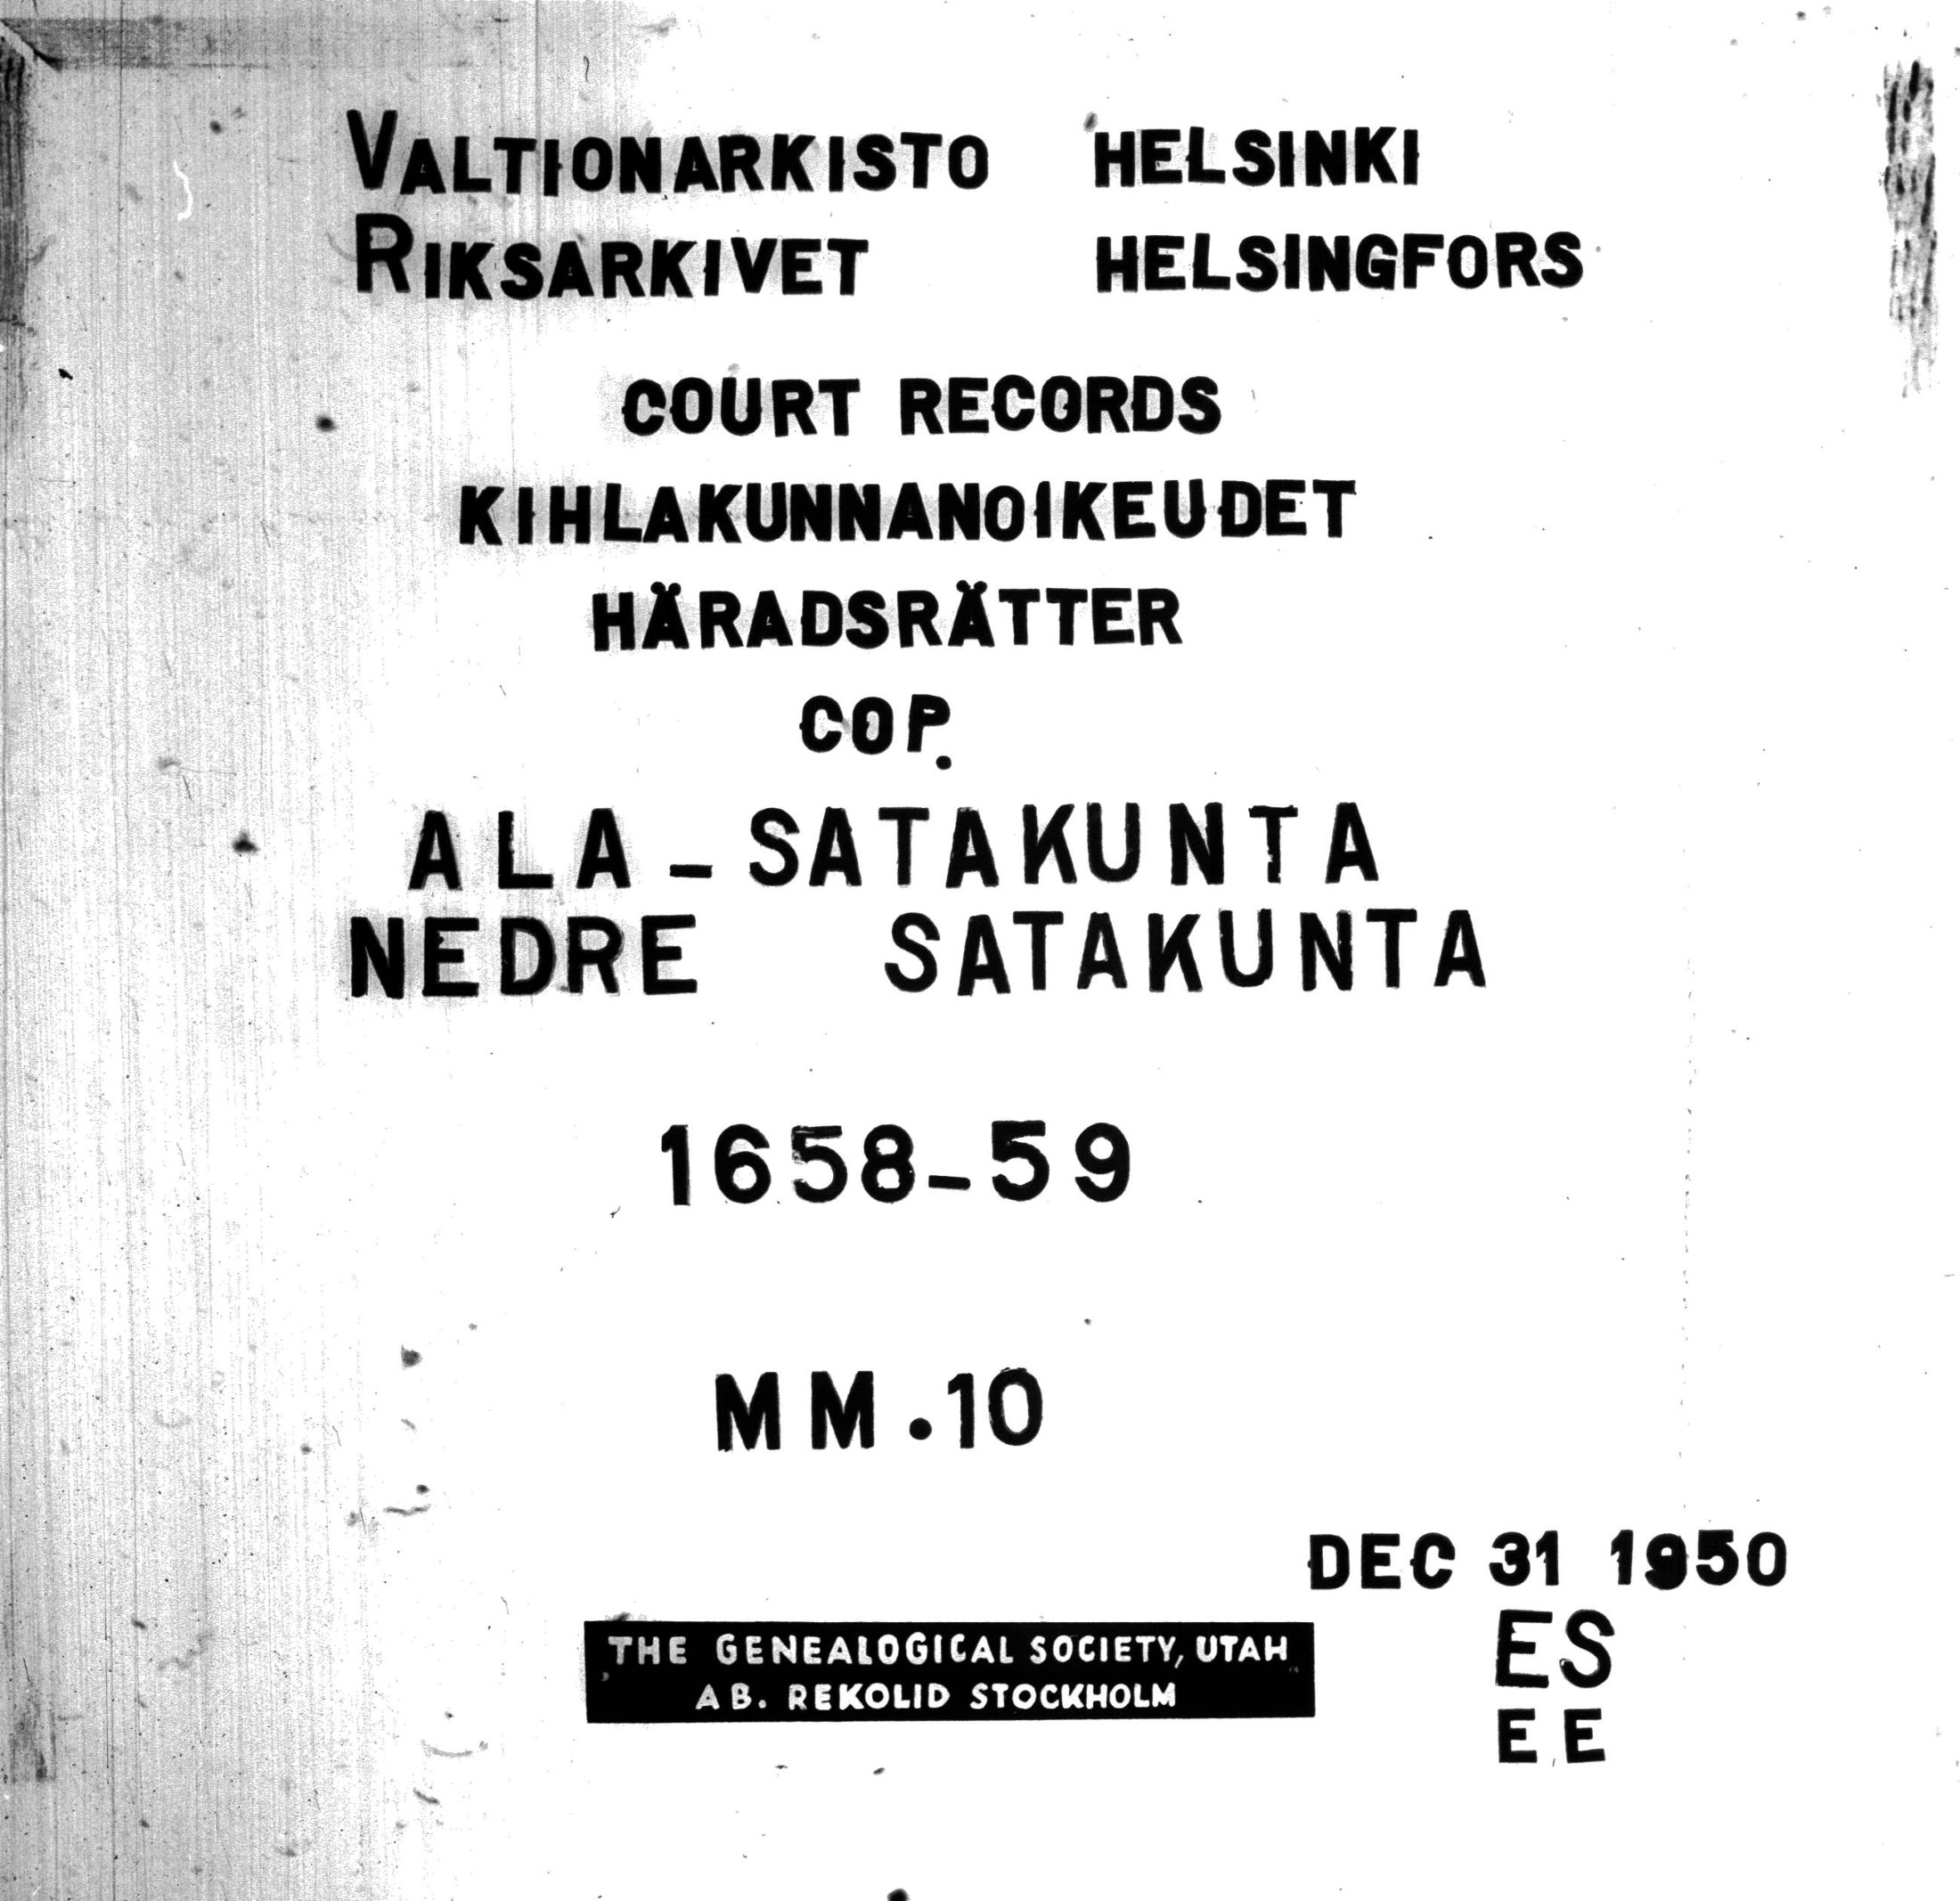 VALTIONARKISTO HELSINKI
RIKSARKIVET HELSINGFORS
COURT RECORDS
KIHLAKUNNANOIKEUDET
HÄRADSRÄTTER
COP.
ALA-SATAKUNTA
NEDRE SATAKUNTA
1658-59
MM.10
DEC 31 1950
ES
EE
THE GENEALOGICAL SOCIETY, UTAH
AB. REKOLID STOCKHOLM